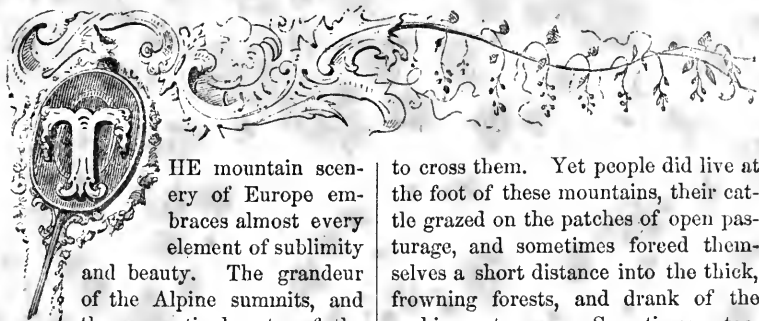 THE mountain scen-
ery of Europe em-
braces almost every
element of sublimity
and beauty. The grandeur
of the Alpine summits, and
to cross them. Yet people did live at
the foot of these mountains, their cat-
tle grazed on the patches of open pas-
turage, and sometimes forced them-
selves a short distance into the thick,
frowning forests, and drank of the